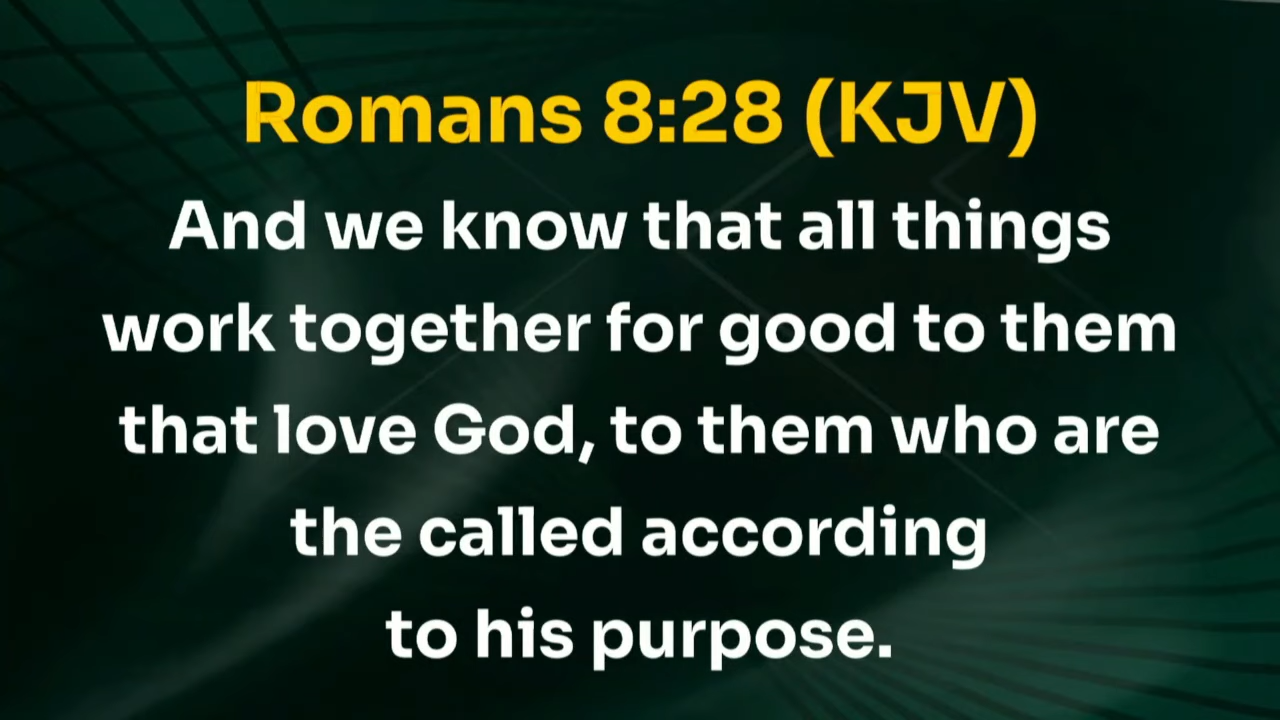 Romans 8:28 (KJV)
And we know that all things
work together for good to them
that love God, to them who are
the called according
to his purpose.